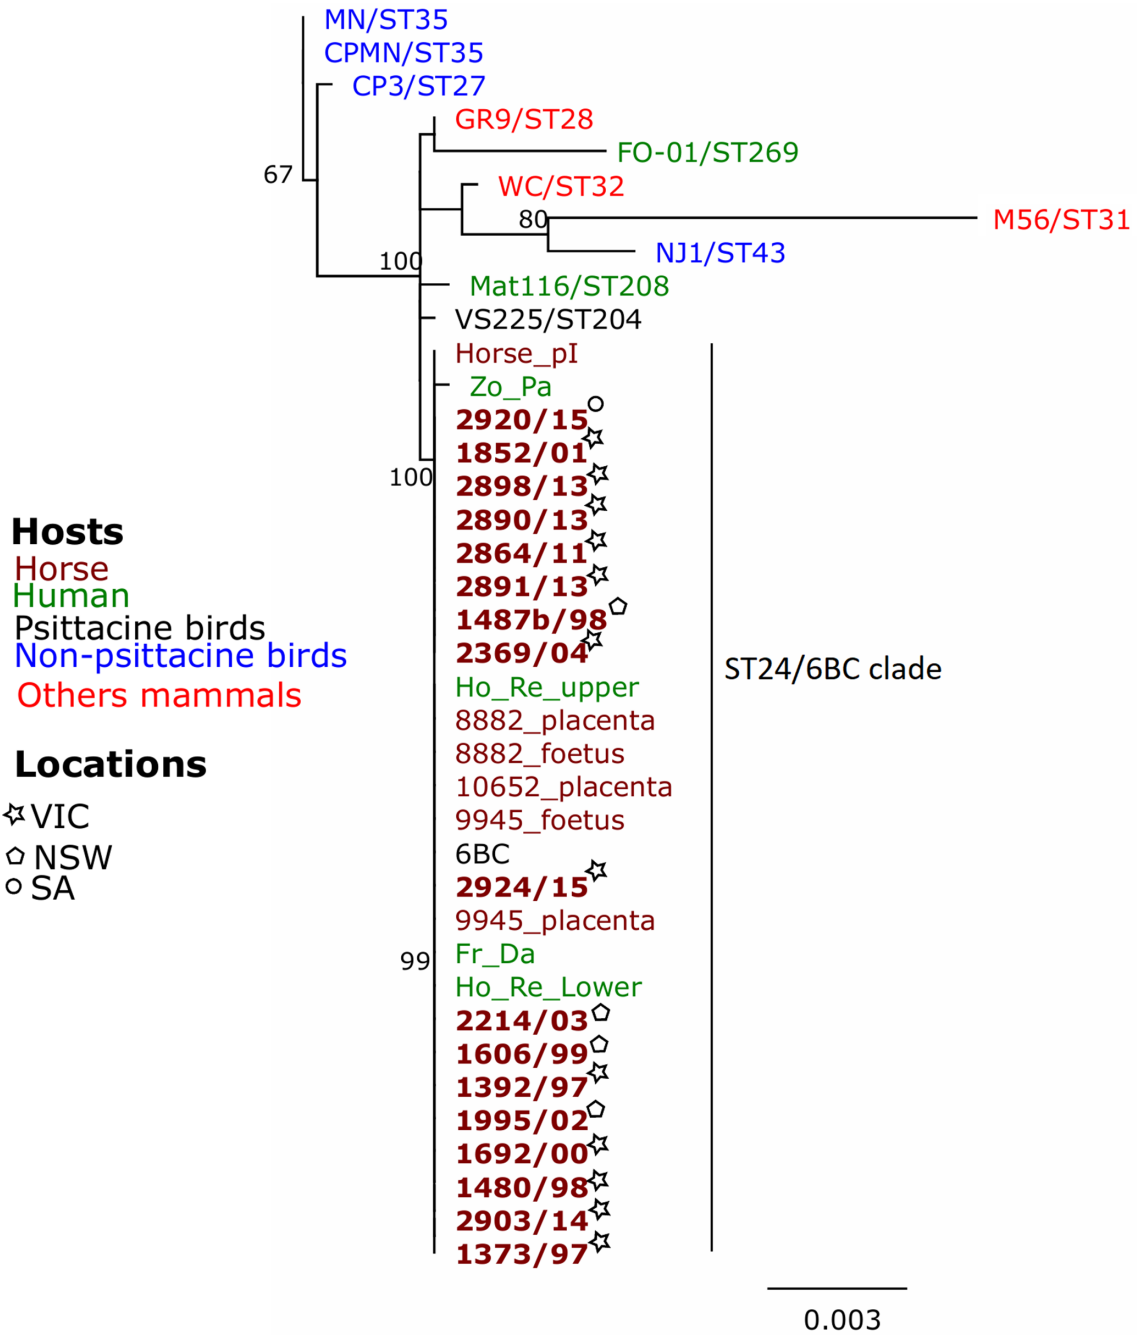 MN/ST35
CPMN/ST35
CP3/ST27
GR9/ST28
FO-01/ST269
67
WC/ST32
80
M56/ST31
NJ1/ST43
100
Mat116/ST208
VS225/ST204
Horse_pI
Zo_Pa
2920/15
1852/01
100
2898/13
2890/13
2864/11
2891/13
1487b/98
2369/04
ST24/6BC clade
Ho_Re_upper
8882_placenta
8882_foetus
10652_placenta
9945_foetus
6BC
2924/15
9945_placenta
99
Fr_Da
Ho_Re_Lower
2214/03
1606/99
1392/97
1995/02
1692/00
1480/98
2903/14
1373/97
0.003
Hosts
Horse
Human
Psittacine birds
Non-psittacine birds
Others mammals
Locations
VIC
NSW
SA